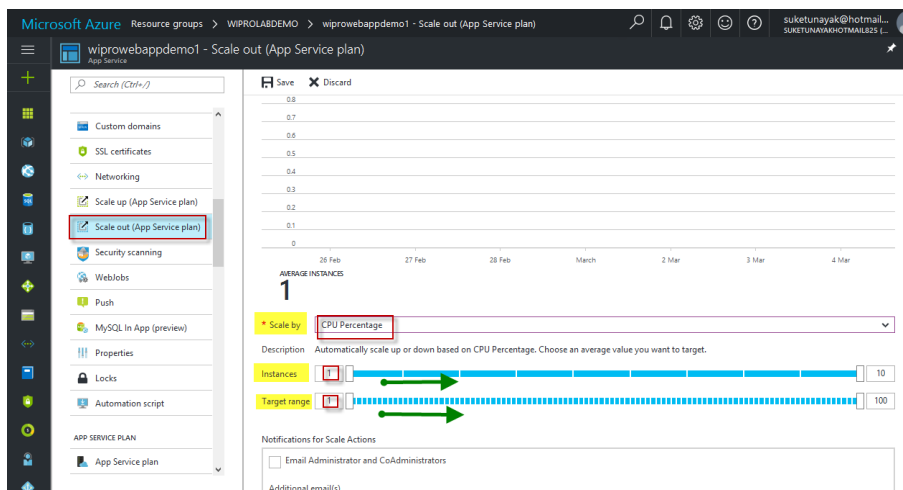 Microsoft Azure Resource groups > WIPROLABDEMO > wiprowebappdemo1 - Scale out (App Service plan)
suketunayak@hotmail...
SUKETUNAYAKHOTMAIL825 (...
wiprowebappdemo1 - Scale out (App Service plan)
App Service
Search (Ctrl+/)
Custom domains
SSL certificates
Networking
Scale up (App Service plan)
Scale out (App Service plan)
Security scanning
WebJobs
Push
MySQL In App (preview)
Properties
Locks
Automation script
APP SERVICE PLAN
App Service plan
Save Discard
0.8
0.7
0.6
0.5
0.4
0.3
0.2
0.1
0
26 Feb 27 Feb 28 Feb March 2 Mar 3 Mar 4 Mar
AVERAGE INSTANCES
1
* Scale by CPU Percentage
Description Automatically scale up or down based on CPU Percentage. Choose an average value you want to target.
Instances 1 10
Target range 1 100
Notifications for Scale Actions
Email Administrator and CoAdministrators
Additional email(s)